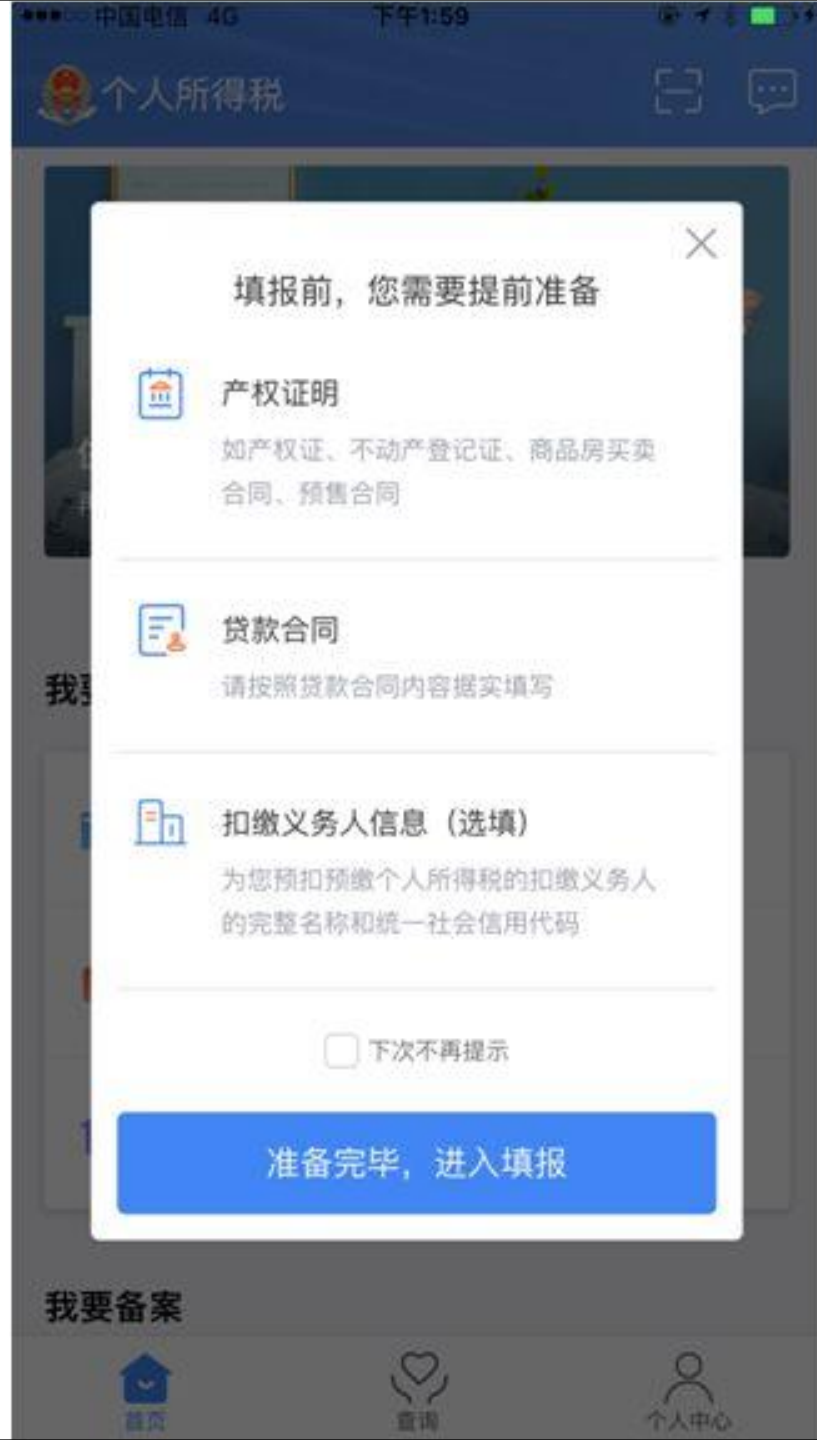 中国电信 4G 下午1:59
个人所得税
填报前，您需要提前准备
产权证明
如产权证、不动产登记证、商品房买卖
合同、预售合同
贷款合同
请按照贷款合同内容据实填写
我要
扣缴义务人信息（选填）
为您预扣预缴个人所得税的扣缴义务人
的完整名称和统一社会信用代码
下次不再提示
准备完毕，进入填报
我要备案
首页 查询 个人中心